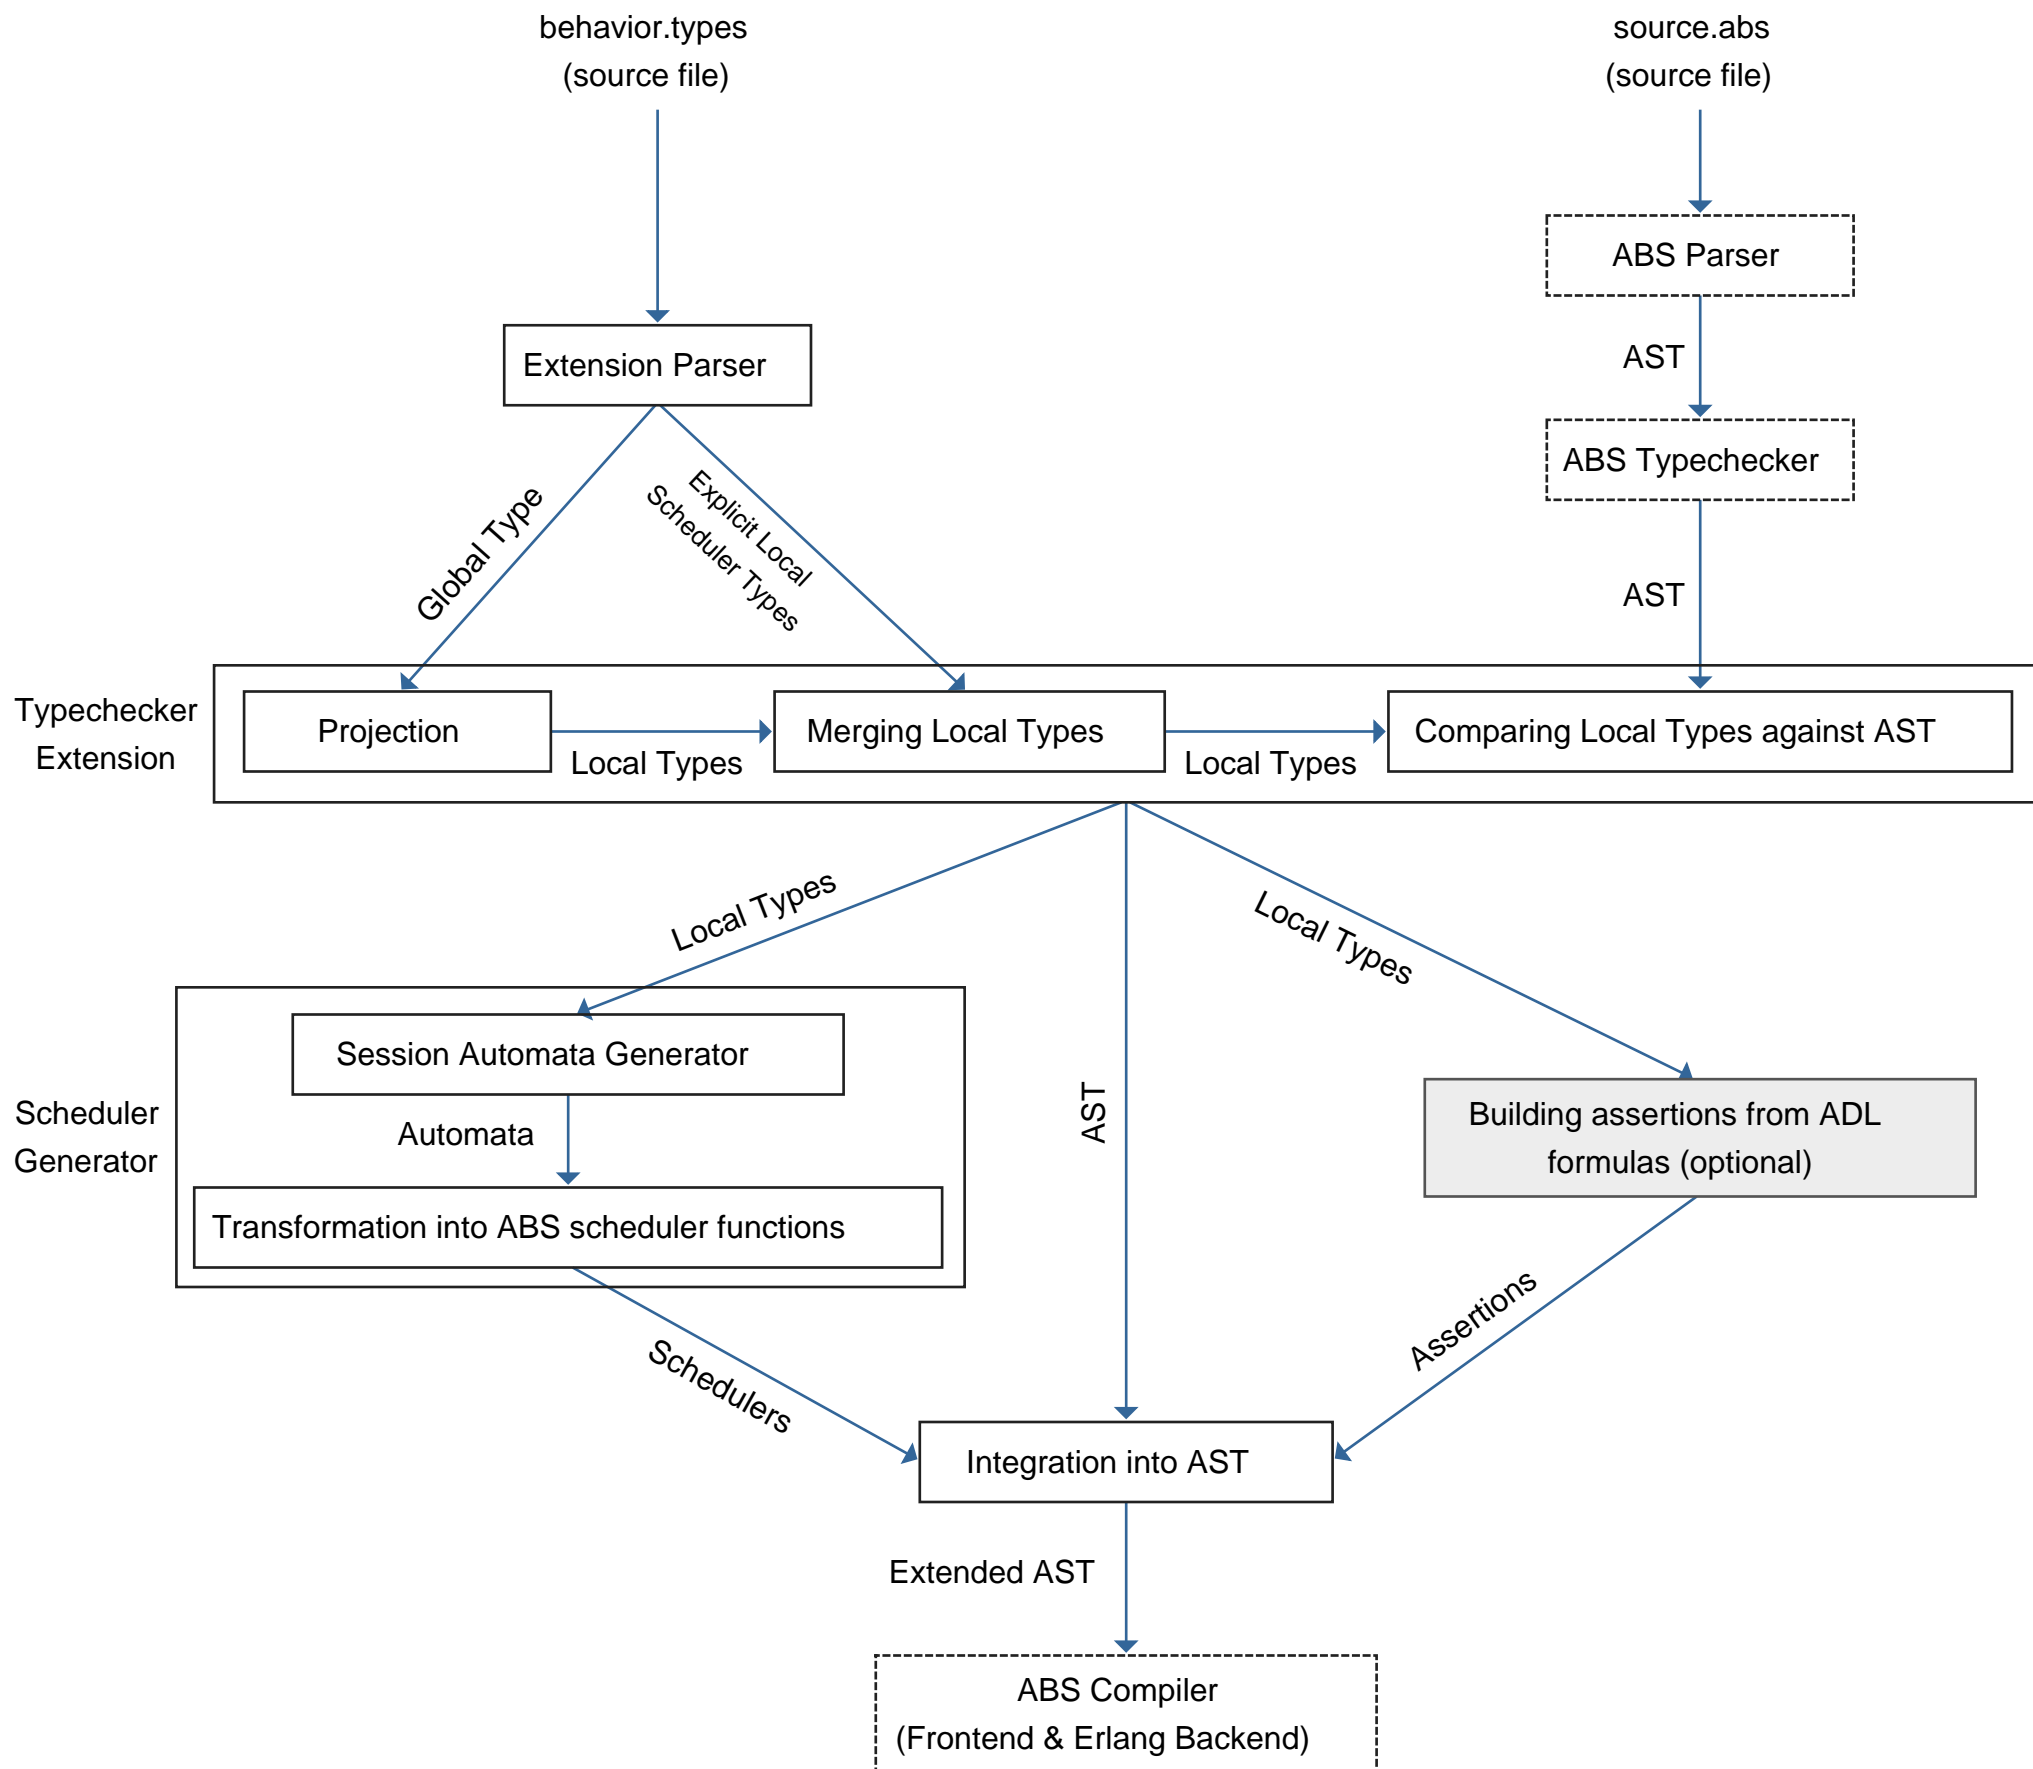 behavior.types
(source file)
source.abs
(source file)
ABS Parser
AST
Extension Parser
ABS Typechecker
Global Type
Explicit Local
Scheduler Types
AST
Typechecker
Extension
Projection
Local Types
Merging Local Types
Local Types
Comparing Local Types against AST
Local Types
Local Types
Scheduler
Generator
Session Automata Generator
Automata
Transformation into ABS scheduler functions
AST
Building assertions from ADL
formulas (optional)
Schedulers
Assertions
Integration into AST
Extended AST
ABS Compiler
(Frontend & Erlang Backend)